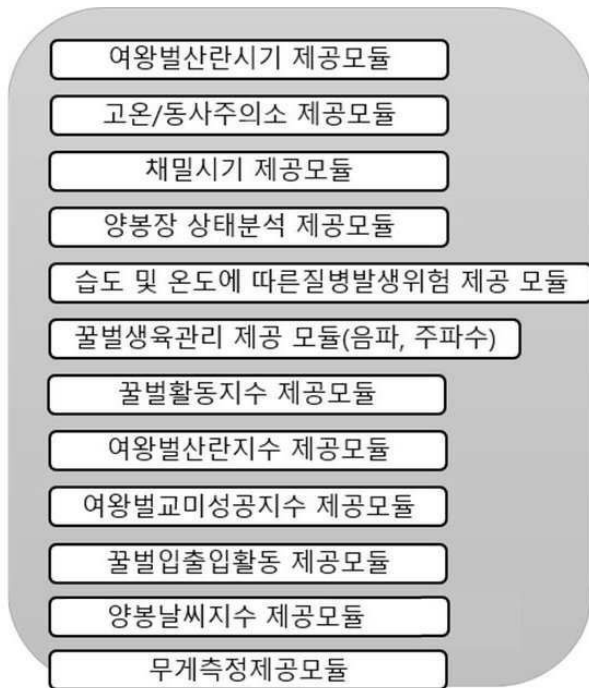 여왕벌산란시기 제공모듈
고온/동사주의소 제공모듈
채밀시기 제공모듈
양봉장 상태분석 제공모듈
습도 및 온도에 따른질병발생위험 제공 모듈
꿀벌생육관리 제공 모듈(음파, 주파수)
꿀벌활동지수 제공모듈
여왕벌산란지수 제공모듈
여왕벌교미성공지수 제공모듈
꿀벌입출입활동 제공모듈
양봉날씨지수 제공모듈
무게측정제공모듈